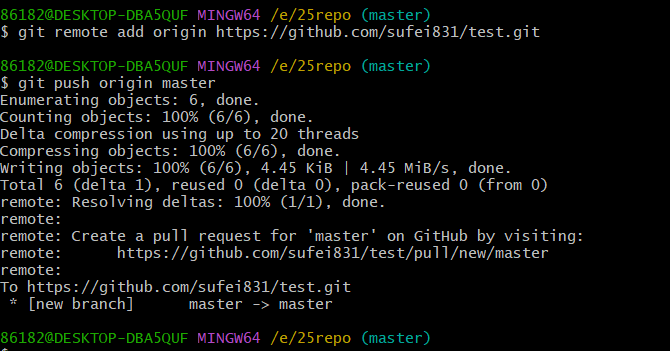 86182@DESKTOP-DBA5QUF MINGW64 /e/25repo (master)
$ git remote add origin https://github.com/sufei831/test.git
86182@DESKTOP-DBA5QUF MINGW64 /e/25repo (master)
$ git push origin master
Enumerating objects: 6, done.
Counting objects: 100% (6/6), done.
Delta compression using up to 20 threads
Compressing objects: 100% (6/6), done.
Writing objects: 100% (6/6), 4.45 KiB | 4.45 MiB/s, done.
Total 6 (delta 1), reused 0 (delta 0), pack-reused 0 (from 0)
remote: Resolving deltas: 100% (1/1), done.
remote:
remote: Create a pull request for 'master' on GitHub by visiting:
remote:      https://github.com/sufei831/test/pull/new/master
remote:
To https://github.com/sufei831/test.git
 * [new branch]      master -> master
86182@DESKTOP-DBA5QUF MINGW64 /e/25repo (master)
$